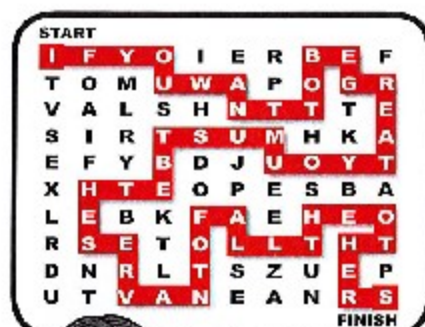 START
I F Y O I E R B E F
T O M U W A P O G R
V A L S H N T T T E
S I R T S U M H K A
E F Y B D J U O Y T
X H T E O P E S B A
L E B K F A E H E O
R S E T O L L T H T
D N R L T S Z U E P
U T V A N E A N R S
FINISH